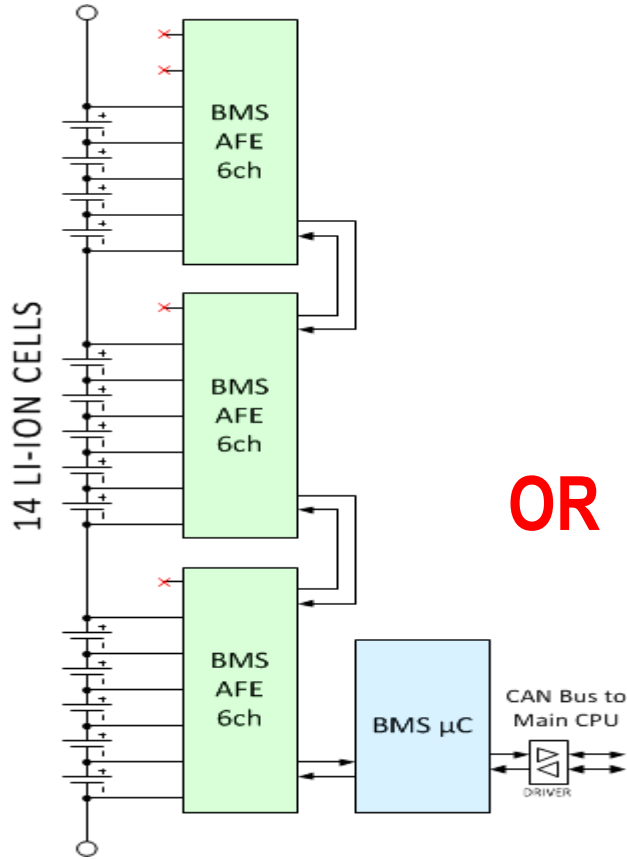 BMS
AFE
6ch
14 LI-ION CELLS
BMS
AFE
6ch
OR
BMS
AFE
6ch
BMS µC
CAN Bus to
Main CPU
DRIVER